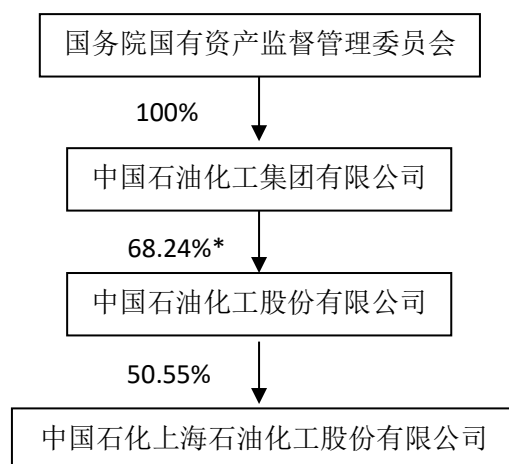 国务院国有资产监督管理委员会
100%
中国石油化工集团有限公司
68.24%*
中国石油化工股份有限公司
50.55%
中国石化上海石油化工股份有限公司